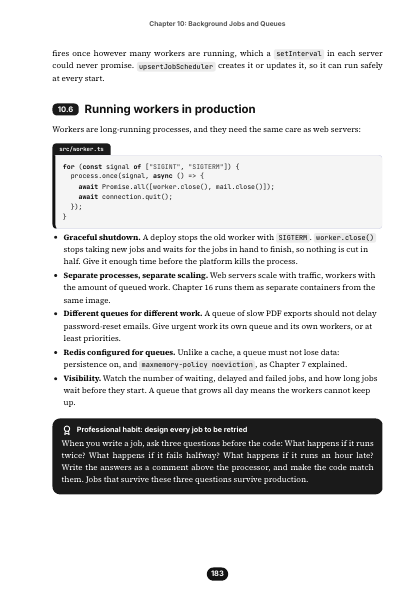 Chapter 10: Background Jobs and Queues
fires once however many workers are running, which a setInterval in each server
could never promise. upsertJobScheduler creates it or updates it, so it can run safely
at every start.
10.6 Running workers in production
Workers are long-running processes, and they need the same care as web servers:
src/worker.ts
for (const signal of ["SIGINT", "SIGTERM"]) {
  process.once(signal, async () => {
    await Promise.all([worker.close(), mail.close()]);
    await connection.quit();
  });
}
• Graceful shutdown. A deploy stops the old worker with SIGTERM. worker.close()
stops taking new jobs and waits for the jobs in hand to finish, so nothing is cut in
half. Give it enough time before the platform kills the process.
• Separate processes, separate scaling. Web servers scale with traffic, workers with
the amount of queued work. Chapter 16 runs them as separate containers from the
same image.
• Different queues for different work. A queue of slow PDF exports should not delay
password-reset emails. Give urgent work its own queue and its own workers, or at
least priorities.
• Redis configured for queues. Unlike a cache, a queue must not lose data:
persistence on, and maxmemory-policy noeviction, as Chapter 7 explained.
• Visibility. Watch the number of waiting, delayed and failed jobs, and how long jobs
wait before they start. A queue that grows all day means the workers cannot keep
up.
Professional habit: design every job to be retried
When you write a job, ask three questions before the code: What happens if it runs
twice? What happens if it fails halfway? What happens if it runs an hour late?
Write the answers as a comment above the processor, and make the code match
them. Jobs that survive these three questions survive production.
183